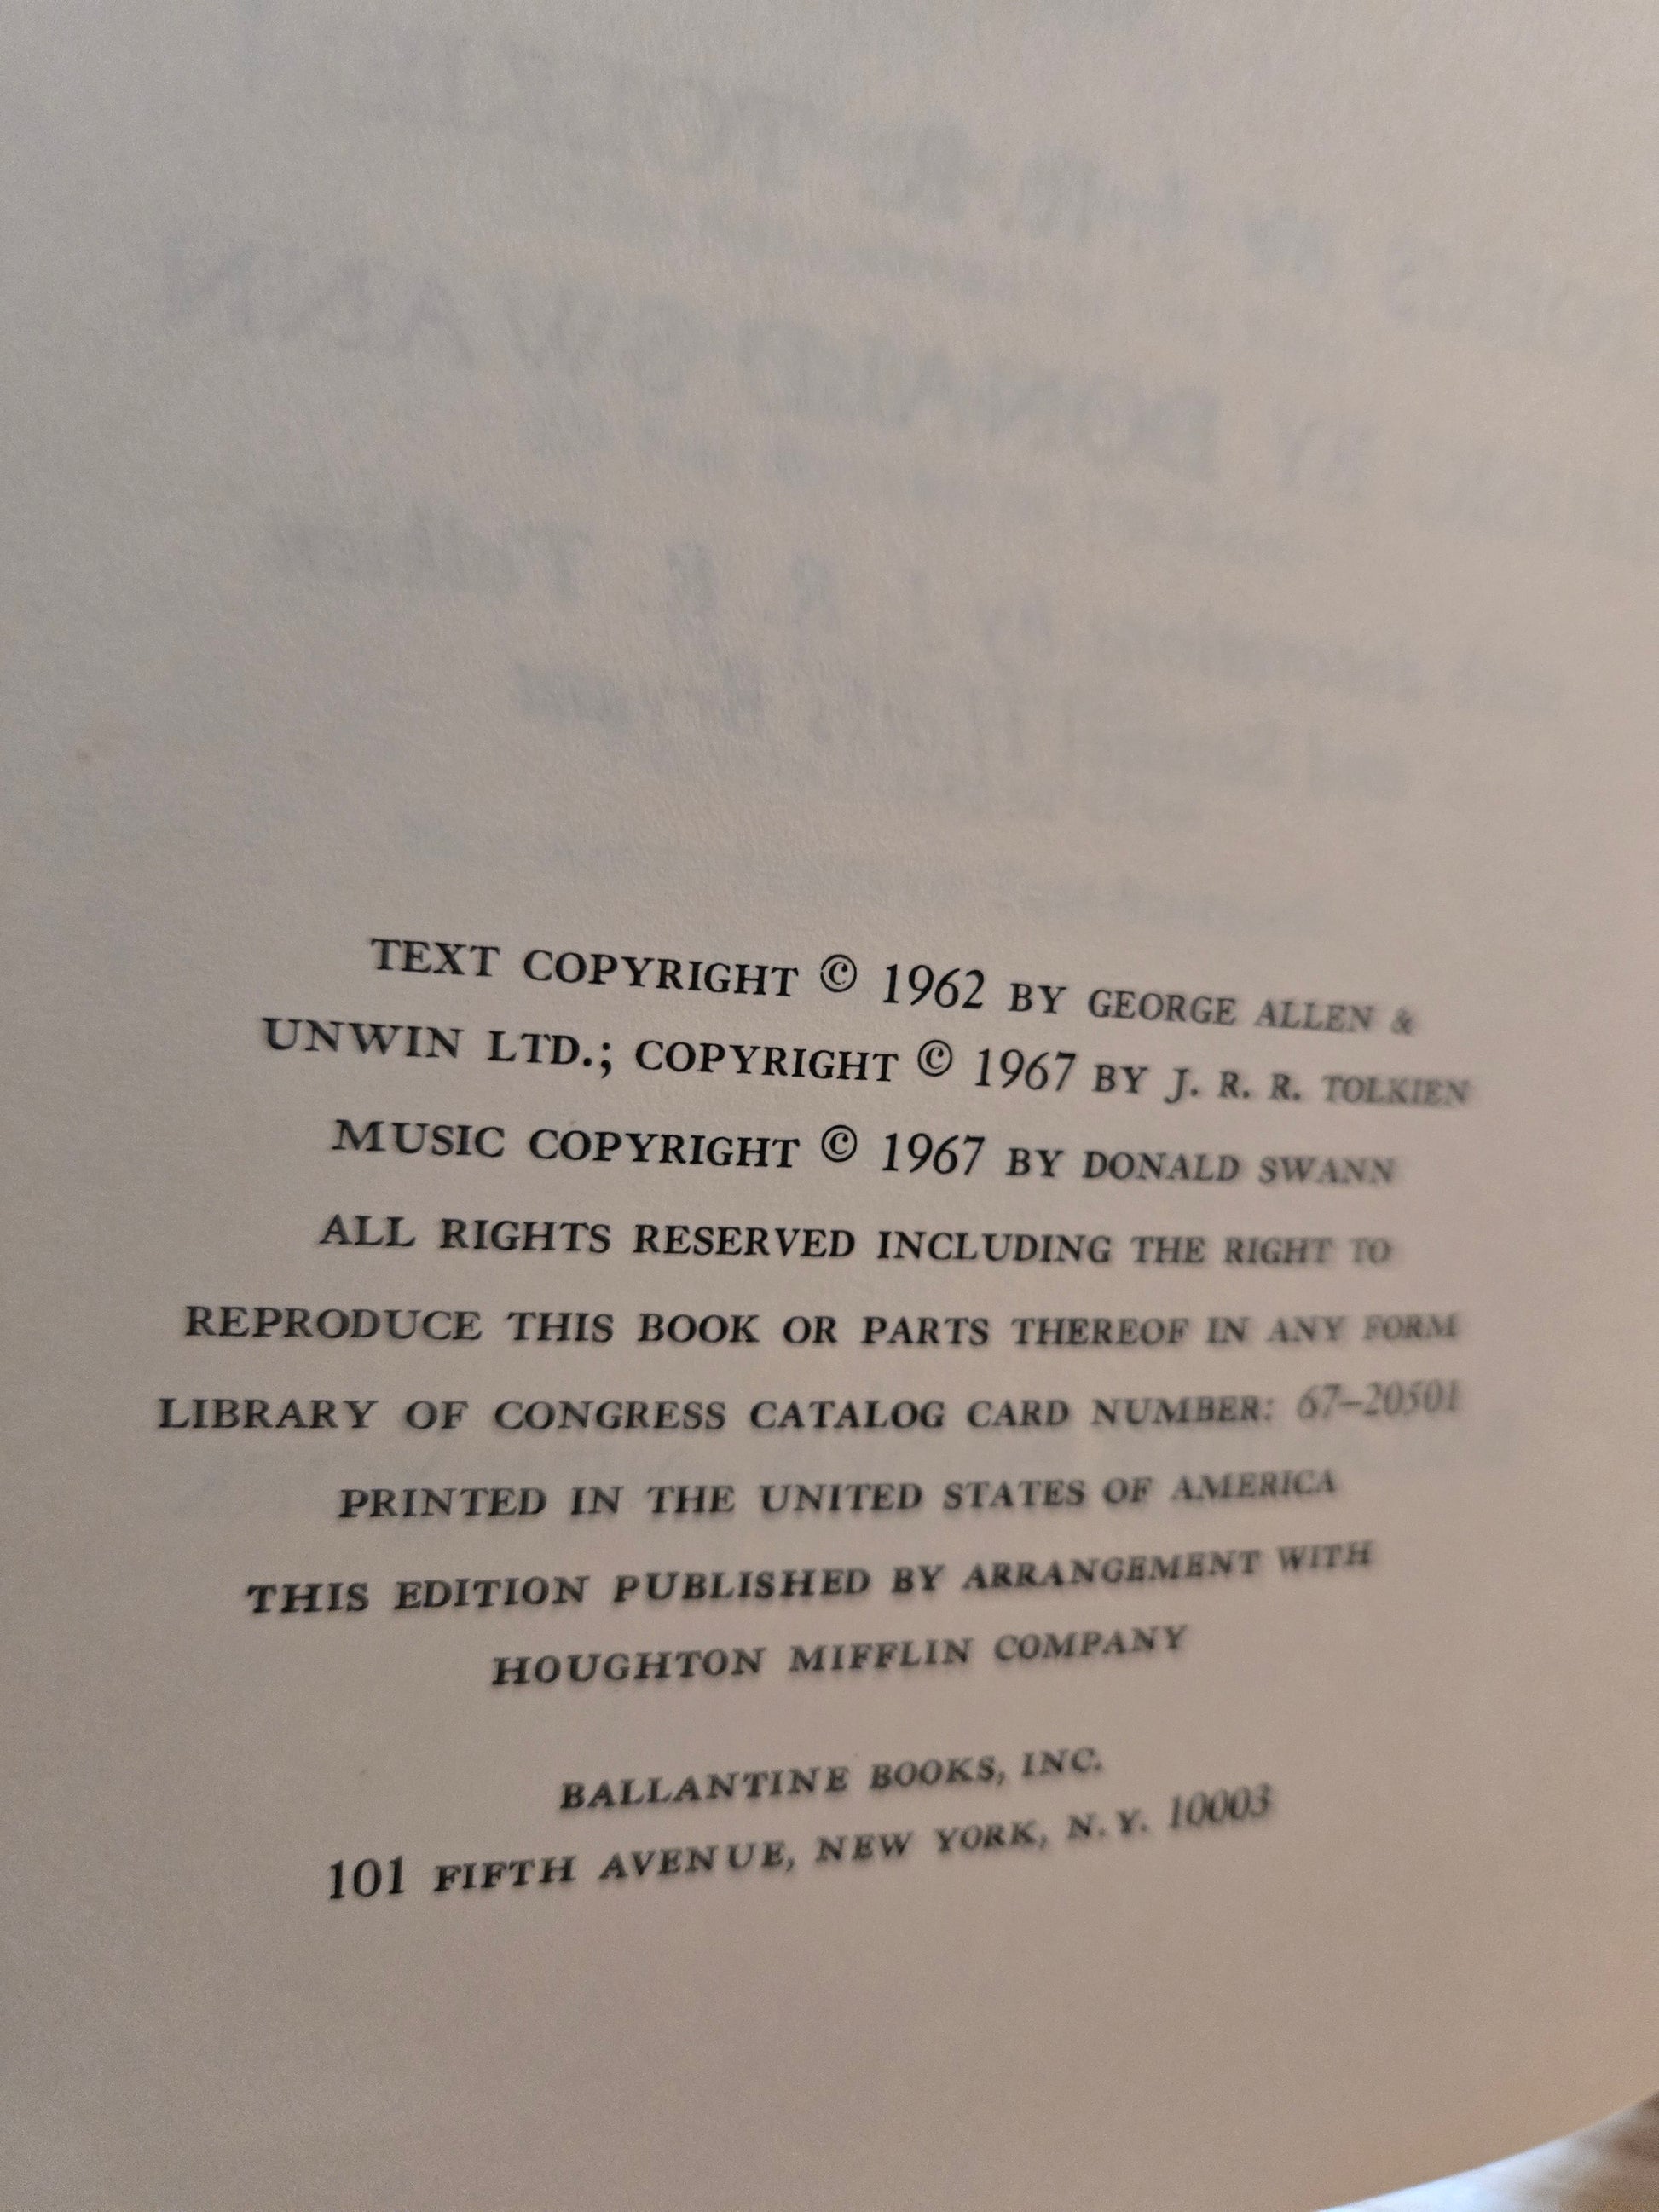 TEXT COPYRIGHT © 1962 BY GEORGE ALLEN &
UNWIN LTD.; COPYRIGHT © 1967 BY J. R. R. TOLKIEN
MUSIC COPYRIGHT © 1967 BY DONALD SWANN
ALL RIGHTS RESERVED INCLUDING THE RIGHT TO
REPRODUCE THIS BOOK OR PARTS THEREOF IN ANY FORM
LIBRARY OF CONGRESS CATALOG CARD NUMBER: 67-20501
PRINTED IN THE UNITED STATES OF AMERICA
THIS EDITION PUBLISHED BY ARRANGEMENT WITH
HOUGHTON MIFFLIN COMPANY
BALLANTINE BOOKS, INC.
101 FIFTH AVENUE, NEW YORK, N.Y. 10003